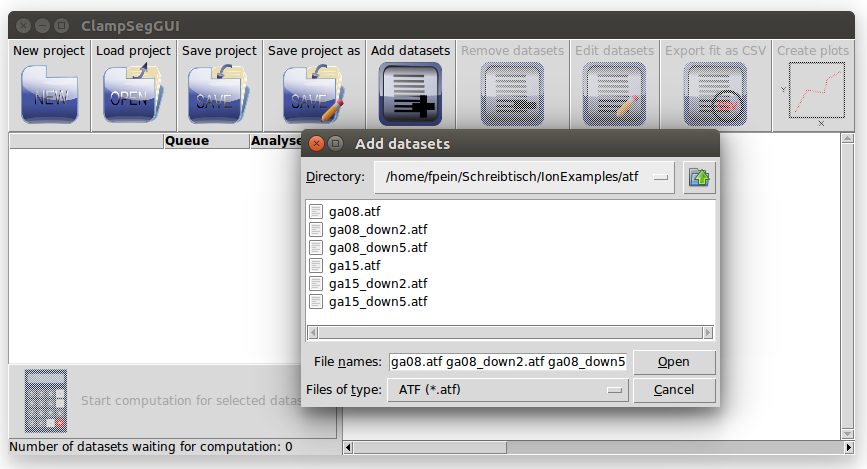 ClampSegGUI
New project Load project Save project Save project as Add datasets Remove datasets Edit datasets Export fit as CSV Create plots
NEW OPEN SAVE SAVE CSV Y X
Queue Analyse
Add datasets
Directory: /home/fpein/Schreibtisch/IonExamples/atf
ga08.atf
ga08_down2.atf
ga08_down5.atf
ga15.atf
ga15_down2.atf
ga15_down5.atf
File names: ga08.atf ga08_down2.atf ga08_down5 Open
Files of type: ATF (*.atf) Cancel
Start computation for selected datas
Number of datasets waiting for computation: 0